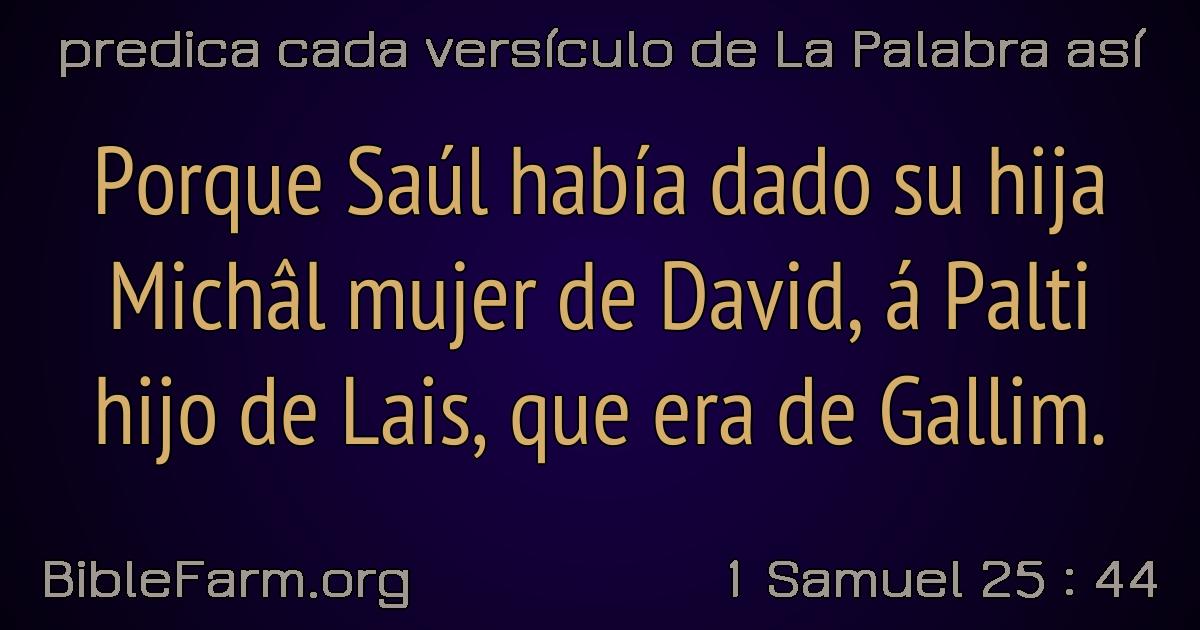 predica cada versículo de La Palabra así
Porque Saúl había dado su hija
Michâl mujer de David, á Palti
hijo de Lais, que era de Gallim.
BibleFarm.org
1 Samuel 25 : 44